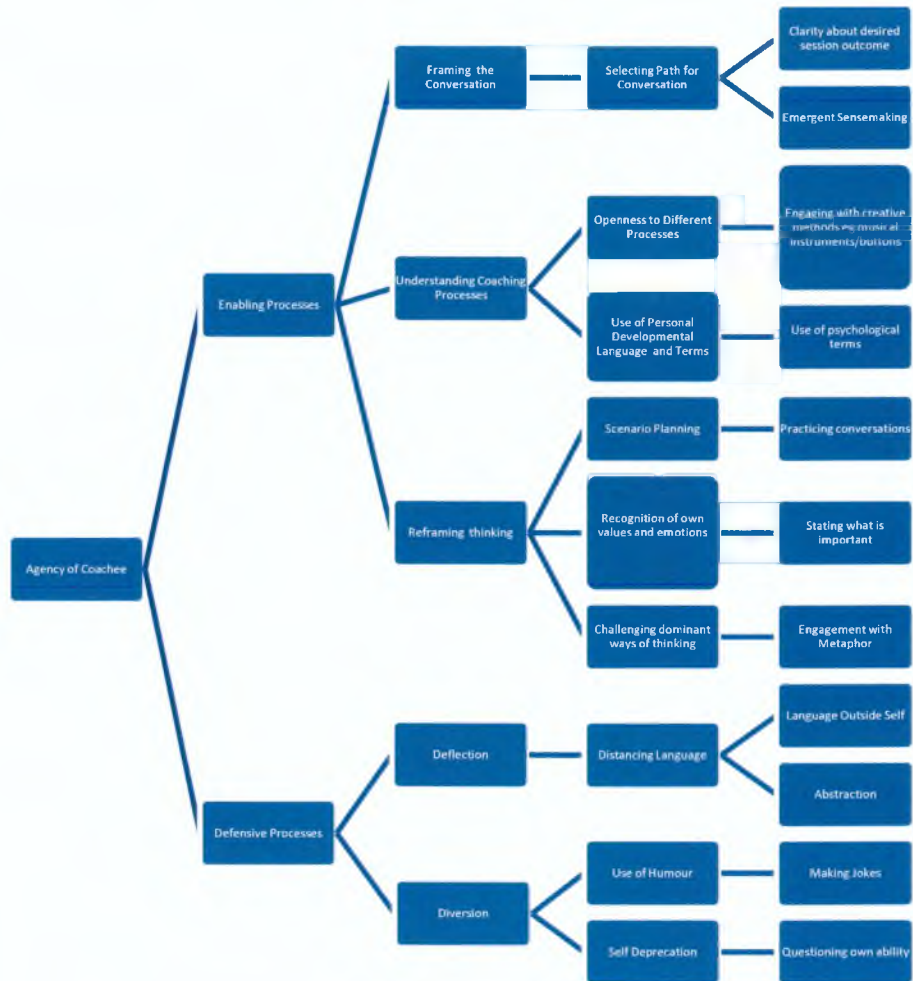 Clarity about desired
session outcome
Framing the
Conversation
Selecting Path for
Conversation
Emergent Sensemaking
Openness to Different
Processes
Engaging with creative
methods eg musical
instruments/buttons
Understanding Coaching
Processes
Enabling Processes
Use of Personal
Developmental
Language and Terms
Use of psychological
terms
Scenario Planning
Practicing conversations
Reframing thinking
Recognition of own
values and emotions
Stating what is
important
Agency of Coachee
Challenging dominant
ways of thinking
Engagement with
Metaphor
Language Outside Self
Deflection
Distancing Language
Abstraction
Defensive Processes
Use of Humour
Making Jokes
Diversion
Self Deprecation
Questioning own ability